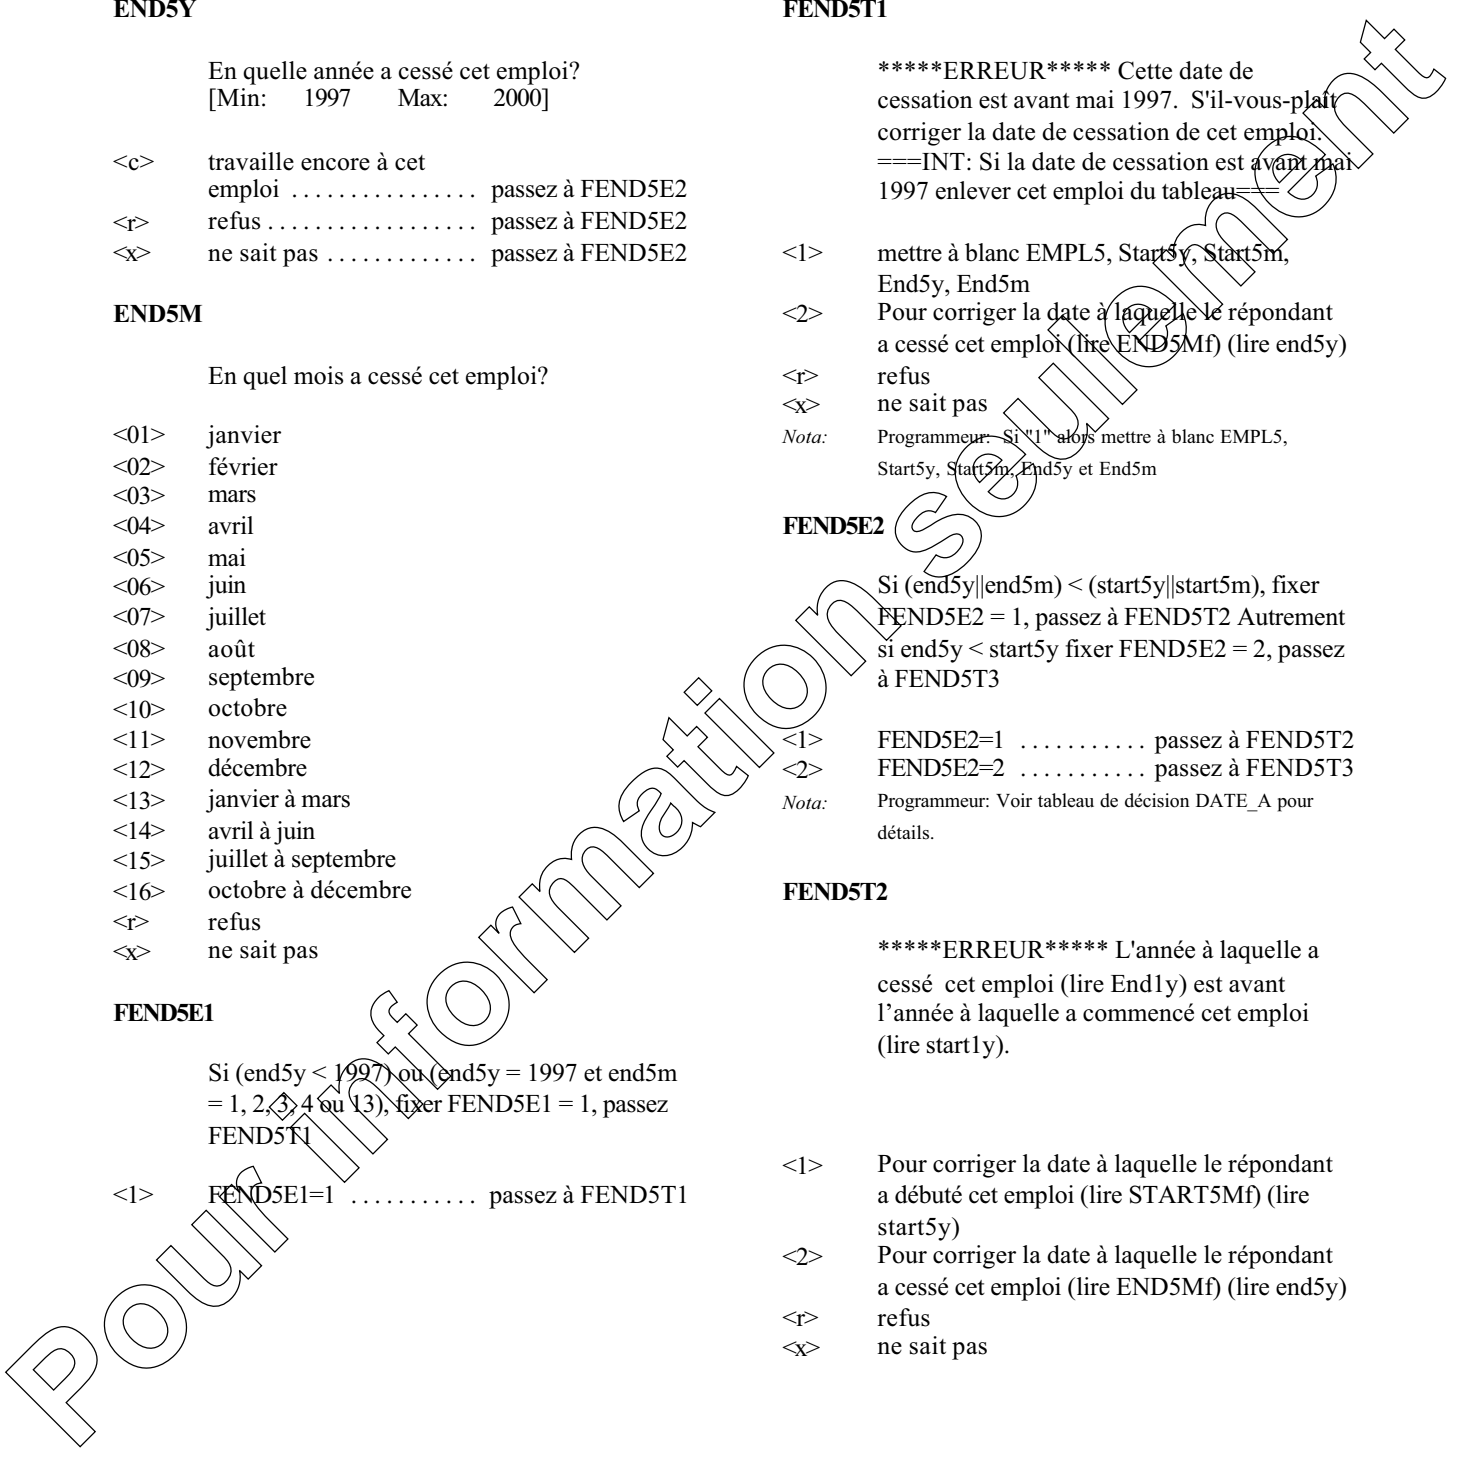 END5Y
En quelle année a cessé cet emploi?
[Min: 1997 Max: 2000]
<c> travaille encore à cet
emploi ................ passez à FEND5E2
<r> refus .................. passez à FEND5E2
<x> ne sait pas ............. passez à FEND5E2
END5M
En quel mois a cessé cet emploi?
<01> janvier
<02> février
<03> mars
<04> avril
<05> mai
<06> juin
<07> juillet
<08> août
<09> septembre
<10> octobre
<11> novembre
<12> décembre
<13> janvier à mars
<14> avril à juin
<15> juillet à septembre
<16> octobre à décembre
<r> refus
<x> ne sait pas
FEND5E1
Si (end5y < 1997) ou (end5y = 1997 et end5m
= 1, 2, 3, 4 ou 13), fixer FEND5E1 = 1, passez
FEND5T1
<1> FEND5E1=1 ........... passez à FEND5T1
FEND5T1
*****ERREUR***** Cette date de
cessation est avant mai 1997. S'il-vous-plaît
corriger la date de cessation de cet emploi.
===INT: Si la date de cessation est avant mai
1997 enlever cet emploi du tableau===
<1> mettre à blanc EMPL5, Start5y, Start5m,
End5y, End5m
<2> Pour corriger la date à laquelle le répondant
a cessé cet emploi (lire END5Mf) (lire end5y)
<r> refus
<x> ne sait pas
Nota: Programmeur: Si "1" alors mettre à blanc EMPL5,
Start5y, Start5m, End5y et End5m
FEND5E2
Si (end5y||end5m) < (start5y||start5m), fixer
FEND5E2 = 1, passez à FEND5T2 Autrement
si end5y < start5y fixer FEND5E2 = 2, passez
à FEND5T3
<1> FEND5E2=1 ........... passez à FEND5T2
<2> FEND5E2=2 ........... passez à FEND5T3
Nota: Programmeur: Voir tableau de décision DATE_A pour
détails.
FEND5T2
*****ERREUR***** L'année à laquelle a
cessé cet emploi (lire End1y) est avant
l’année à laquelle a commencé cet emploi
(lire start1y).
<1> Pour corriger la date à laquelle le répondant
a débuté cet emploi (lire START5Mf) (lire
start5y)
<2> Pour corriger la date à laquelle le répondant
a cessé cet emploi (lire END5Mf) (lire end5y)
<r> refus
<x> ne sait pas
Pour information seulement